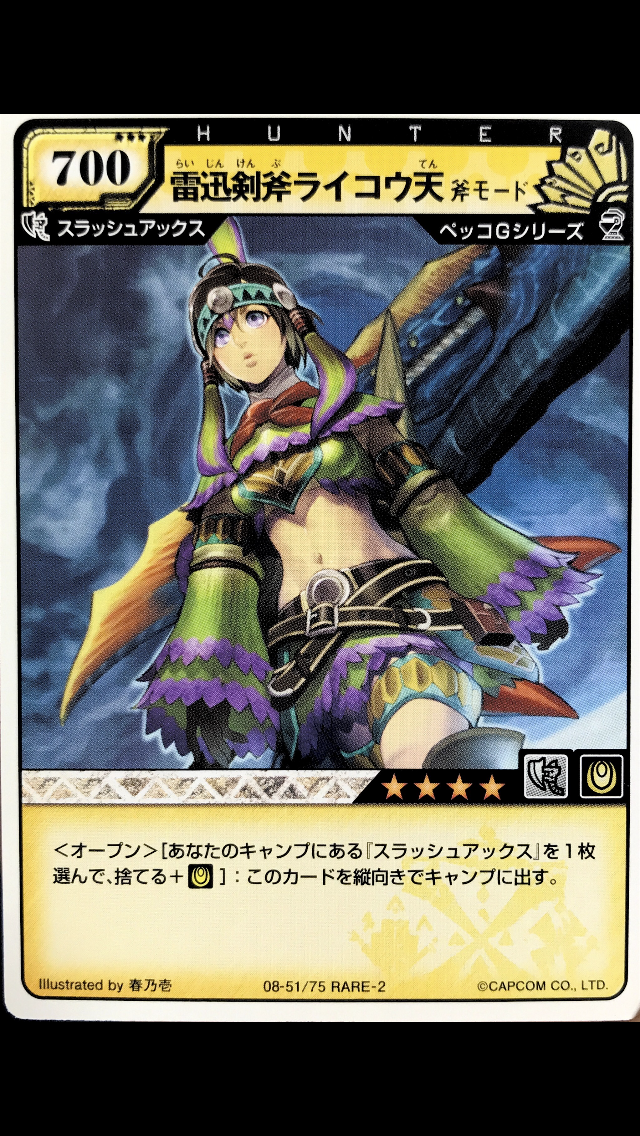 HUNTER
700
らいじんけんぶ てん
雷迅剣斧ライコウ天 斧モード
スラッシュアックス
ペッコGシリーズ
★★★★
<オープン>[あなたのキャンプにある『スラッシュアックス』を1枚
選んで、捨てる+ ]:このカードを縦向きでキャンプに出す。
Illustrated by 春乃壱
08-51/75 RARE-2
©CAPCOM CO., LTD.